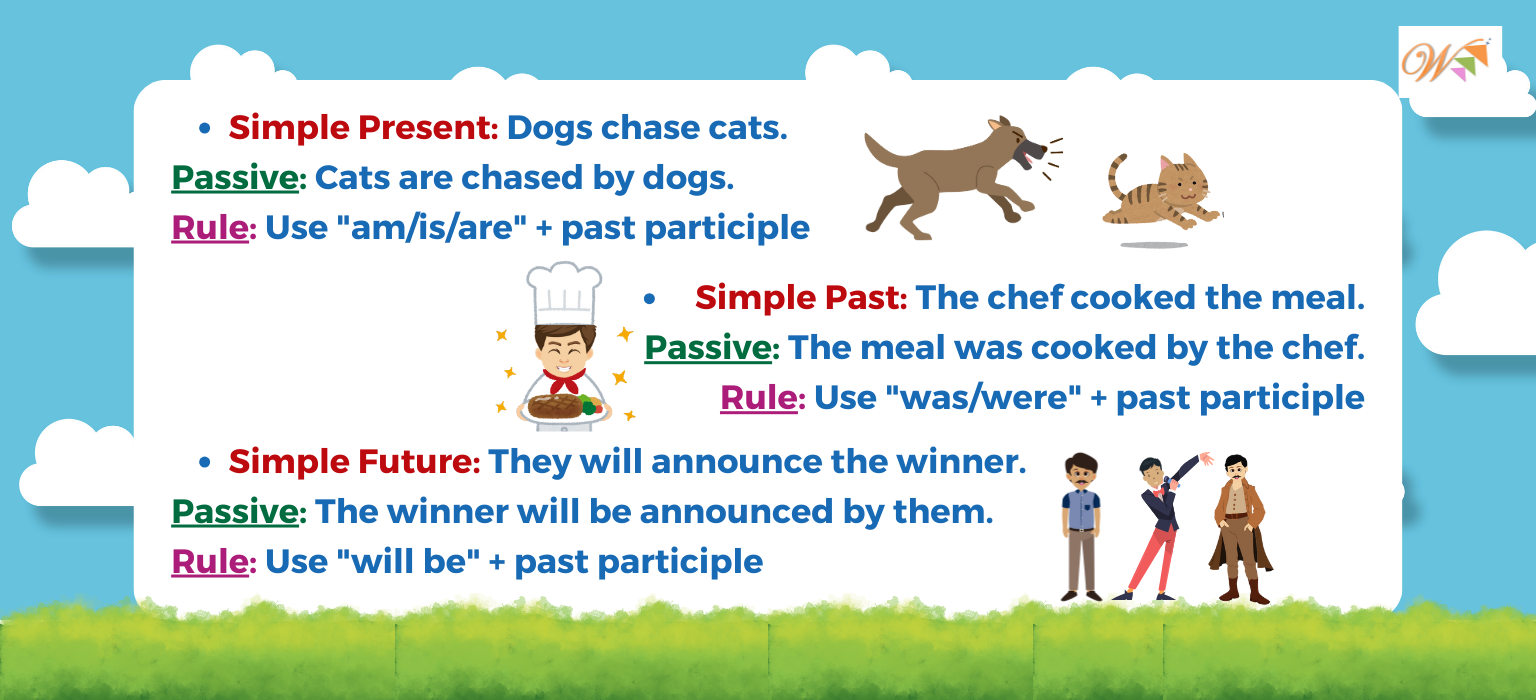 W
• Simple Present: Dogs chase cats.
Passive: Cats are chased by dogs.
Rule: Use "am/is/are" + past participle
• Simple Past: The chef cooked the meal.
Passive: The meal was cooked by the chef.
Rule: Use "was/were" + past participle
• Simple Future: They will announce the winner.
Passive: The winner will be announced by them.
Rule: Use "will be" + past participle